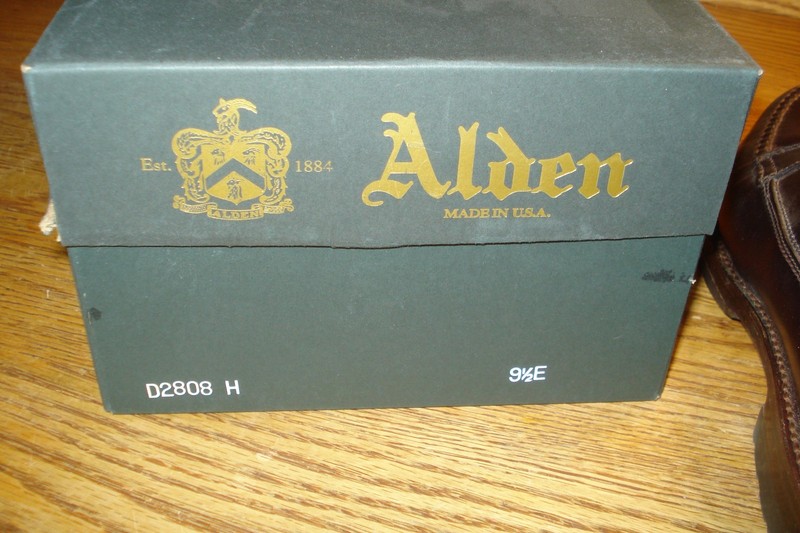 Est. 1884
ALDEN
Alden
MADE IN U.S.A.
D2808 H
9½E